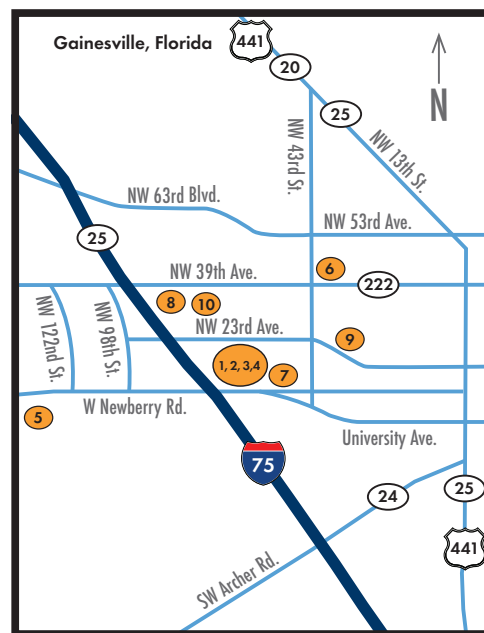 Gainesville, Florida
441
20
25
N
NW 43rd St.
NW 13th St.
NW 63rd Blvd.
NW 53rd Ave.
25
NW 39th Ave.
6
222
8
10
NW 122nd St.
NW 98th St.
NW 23rd Ave.
9
1, 2, 3,4
7
W Newberry Rd.
5
University Ave.
75
24
25
441
SW Archer Rd.